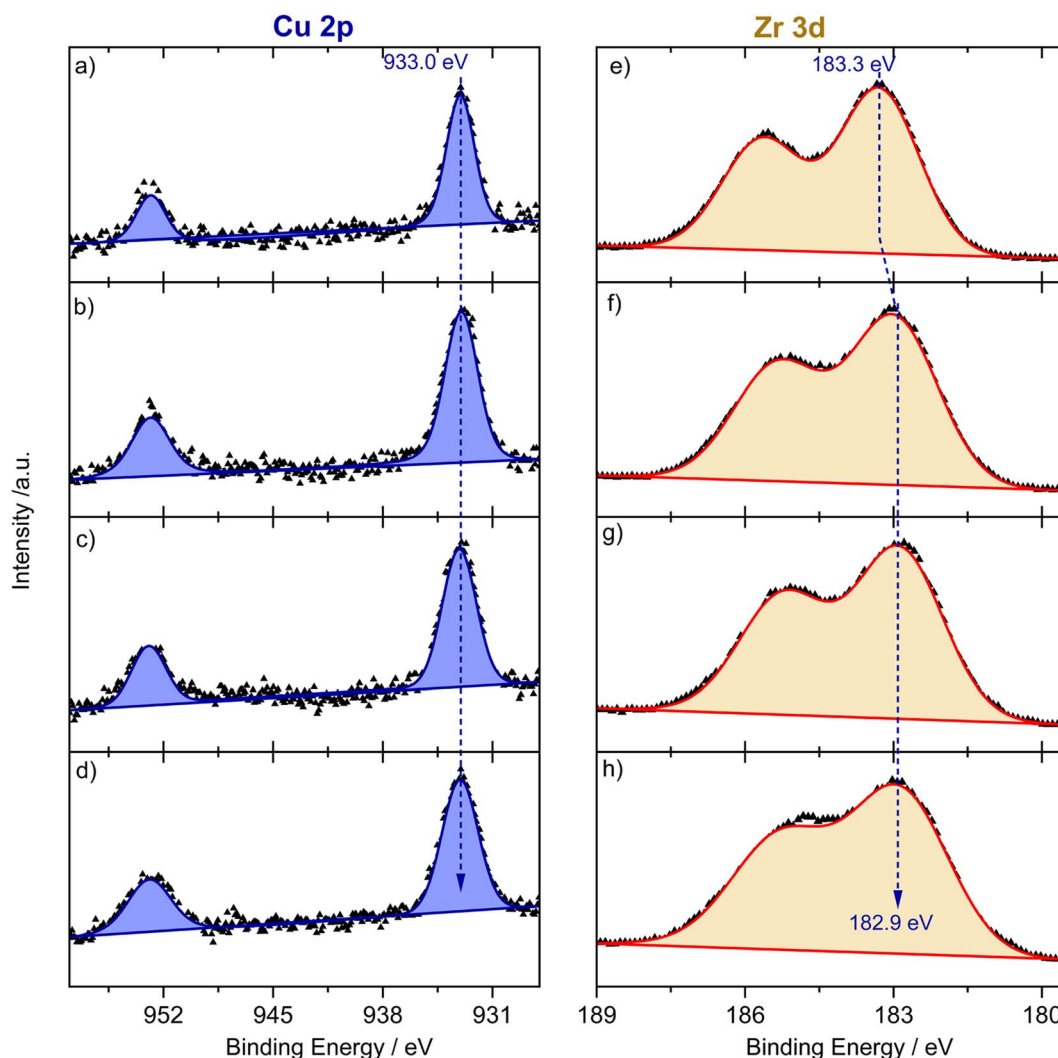 Cu 2p
Zr 3d
a)
933.0 eV
e)
183.3 eV
b)
f)
c)
g)
d)
h)
182.9 eV
Intensity /a.u.
952
945
938
931
189
186
183
180
Binding Energy / eV
Binding Energy / eV